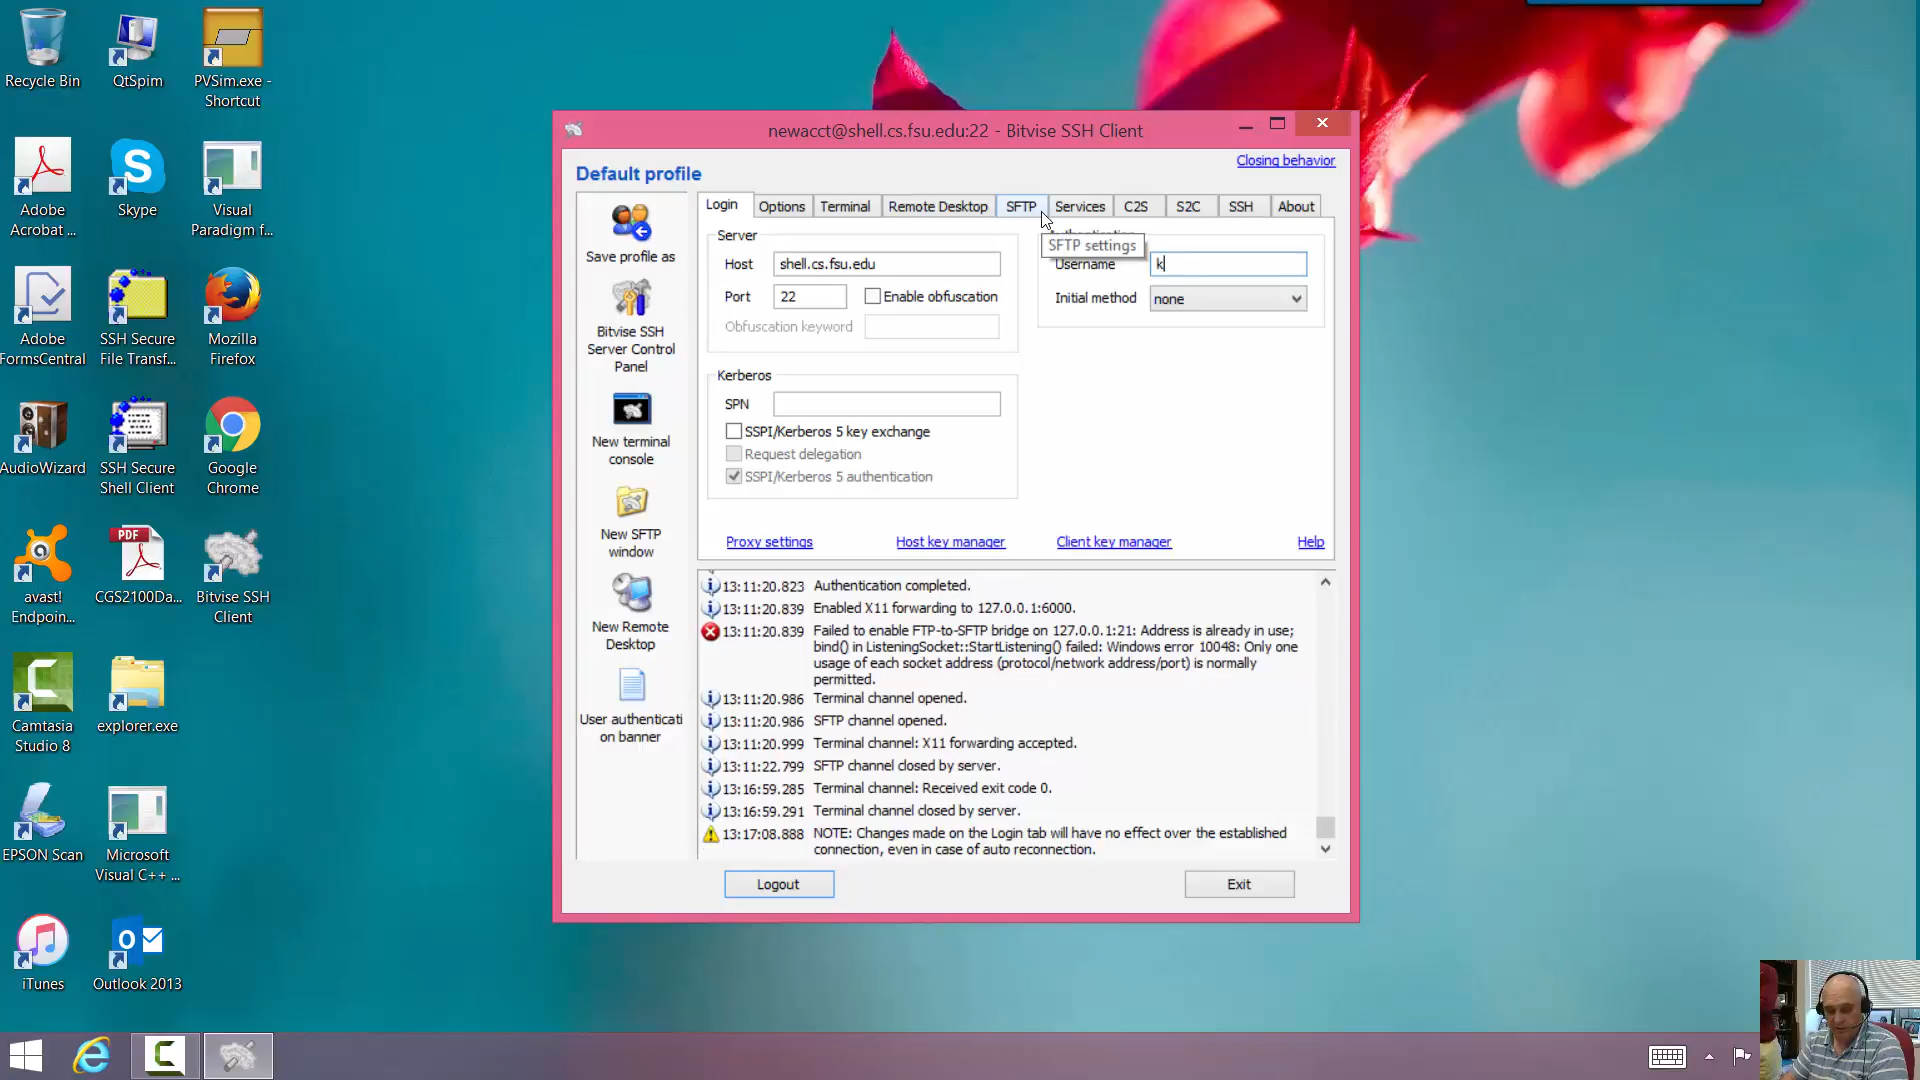 Recycle Bin
QtSpim
PVSim.exe -
Shortcut
Adobe
Acrobat ...
Skype
Visual
Paradigm f...
Adobe
FormsCentral
SSH Secure
File Transf...
Mozilla
Firefox
AudioWizard
SSH Secure
Shell Client
Google
Chrome
avast!
Endpoin...
PDF
CGS2100Da...
Bitvise SSH
Client
Camtasia
Studio 8
explorer.exe
EPSON Scan
Microsoft
Visual C++ ...
iTunes
Outlook 2013
newacct@shell.cs.fsu.edu:22 - Bitvise SSH Client
Default profile
Closing behavior
Save profile as
Bitvise SSH
Server Control
Panel
New terminal
console
New SFTP
window
New Remote
Desktop
User authenticati
on banner
Login Options Terminal Remote Desktop SFTP Services C2S S2C SSH About
Server
Host shell.cs.fsu.edu
Port 22 Enable obfuscation
Obfuscation keyword
SFTP settings
Username k
Initial method none
Kerberos
SPN
SSPI/Kerberos 5 key exchange
Request delegation
SSPI/Kerberos 5 authentication
Proxy settings Host key manager Client key manager Help
13:11:20.823 Authentication completed.
13:11:20.839 Enabled X11 forwarding to 127.0.0.1:6000.
13:11:20.839 Failed to enable FTP-to-SFTP bridge on 127.0.0.1:21: Address is already in use;
bind() in ListeningSocket::StartListening() failed: Windows error 10048: Only one
usage of each socket address (protocol/network address/port) is normally
permitted.
13:11:20.986 Terminal channel opened.
13:11:20.986 SFTP channel opened.
13:11:20.999 Terminal channel: X11 forwarding accepted.
13:11:22.799 SFTP channel closed by server.
13:16:59.285 Terminal channel: Received exit code 0.
13:16:59.291 Terminal channel closed by server.
13:17:08.888 NOTE: Changes made on the Login tab will have no effect over the established
connection, even in case of auto reconnection.
Logout Exit